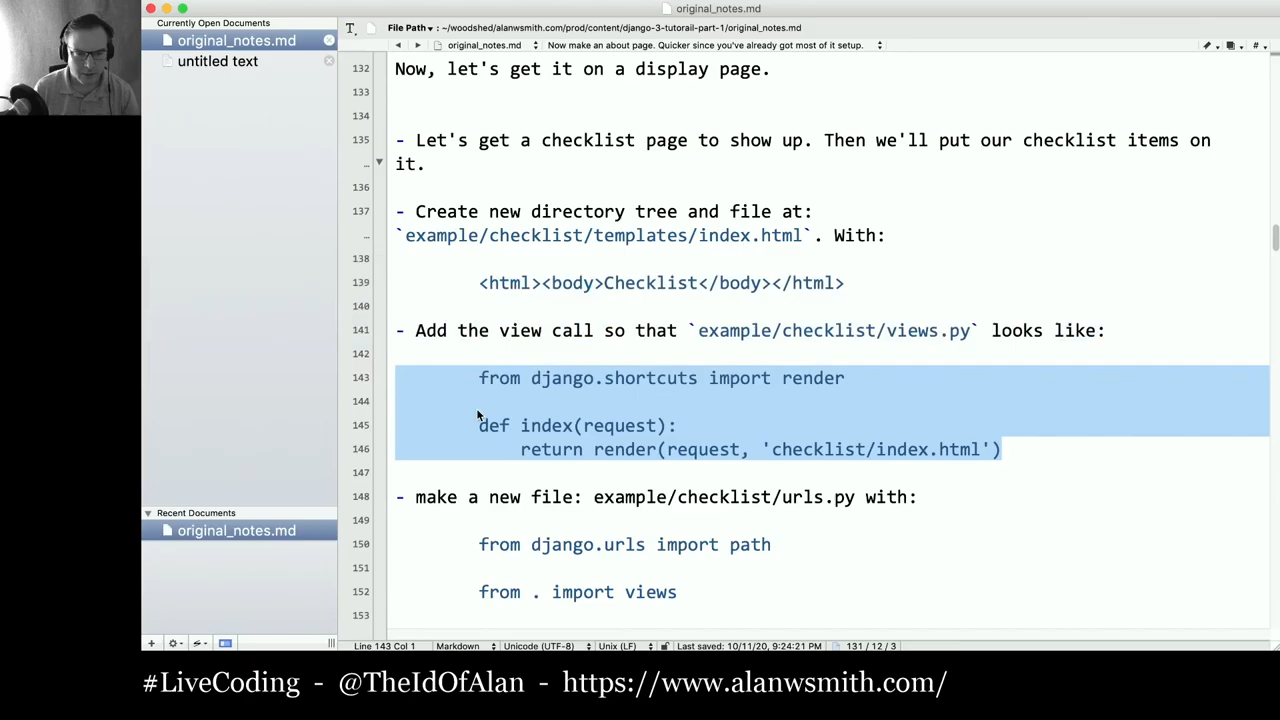 original_notes.md
Currently Open Documents
original_notes.md
untitled text
File Path ▾ : ~/woodshed/alanwsmith.com/prod/content/django-3-tutorail-part-1/original_notes.md
original_notes.md Now make an about page. Quicker since you've already got most of it setup.
132 Now, let's get it on a display page.
133
134
135 - Let's get a checklist page to show up. Then we'll put our checklist items on
it.
136
137 - Create new directory tree and file at:
`example/checklist/templates/index.html`. With:
138
139 <html><body>Checklist</body></html>
140
141 - Add the view call so that `example/checklist/views.py` looks like:
142
143 from django.shortcuts import render
144
145 def index(request):
146 return render(request, 'checklist/index.html')
147
148 - make a new file: example/checklist/urls.py with:
149
150 from django.urls import path
151
152 from . import views
153
Recent Documents
original_notes.md
Line 143 Col 1 Markdown Unicode (UTF-8) Unix (LF) Last saved: 10/11/20, 9:24:21 PM 131 / 12 / 3
#LiveCoding - @TheIdOfAlan - https://www.alanwsmith.com/